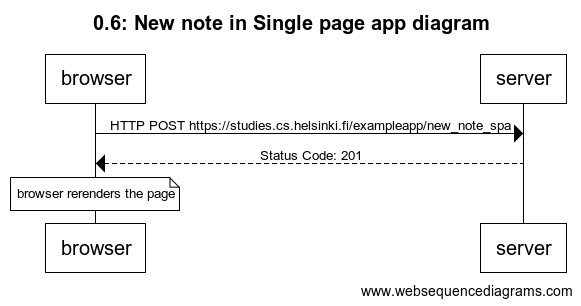 0.6: New note in Single page app diagram
browser
server
HTTP POST https://studies.cs.helsinki.fi/exampleapp/new_note_spa
Status Code: 201
browser rerenders the page
browser
server
www.websequencediagrams.com